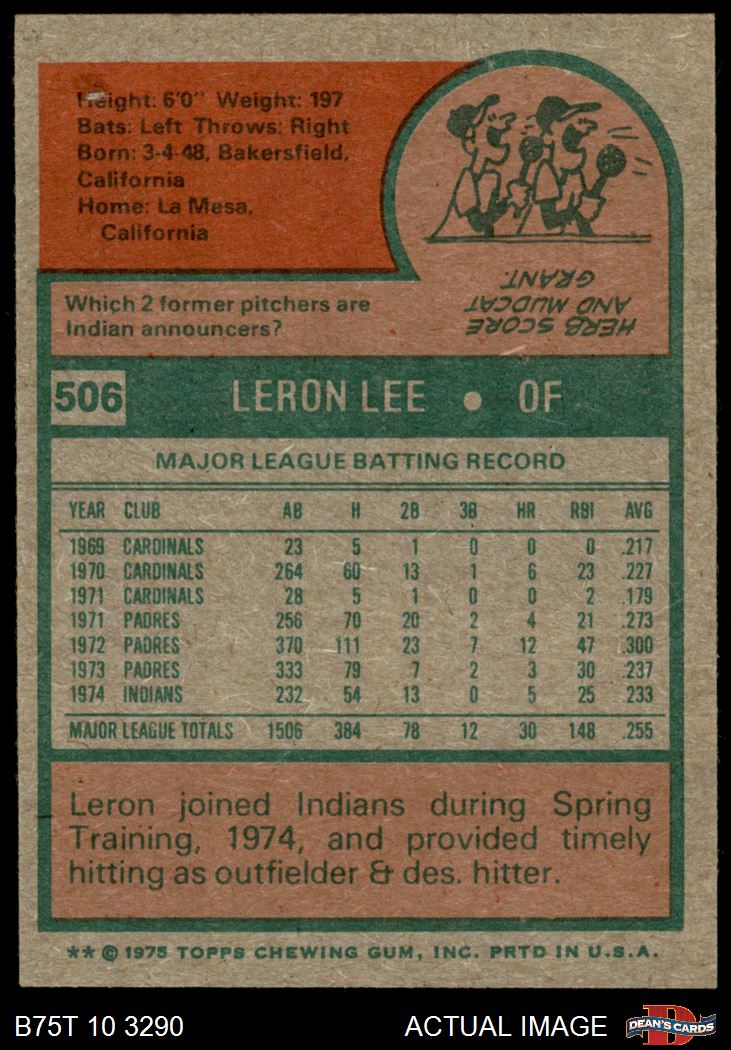 Height: 6'0" Weight: 197
Bats: Left Throws: Right
Born: 3-4-48, Bakersfield,
California
Home: La Mesa,
California
Which 2 former pitchers are
Indian announcers?
HERB SCORE
AND MUDCAT
GRANT.
506 LERON LEE • OF
MAJOR LEAGUE BATTING RECORD
YEAR CLUB AB H 2B 3B HR RBI AVG
1969 CARDINALS 23 5 1 0 0 0 .217
1970 CARDINALS 264 60 13 1 6 23 .227
1971 CARDINALS 28 5 1 0 0 2 .179
1971 PADRES 256 70 20 2 4 21 .273
1972 PADRES 370 111 23 7 12 47 .300
1973 PADRES 333 79 7 2 3 30 .237
1974 INDIANS 232 54 13 0 5 25 .233
MAJOR LEAGUE TOTALS 1506 384 78 12 30 148 .255
Leron joined Indians during Spring
Training, 1974, and provided timely
hitting as outfielder & des. hitter.
** © 1975 TOPPS CHEWING GUM, INC. PRTD IN U.S.A.
B75T 10 3290 ACTUAL IMAGE DEAN'S CARDS